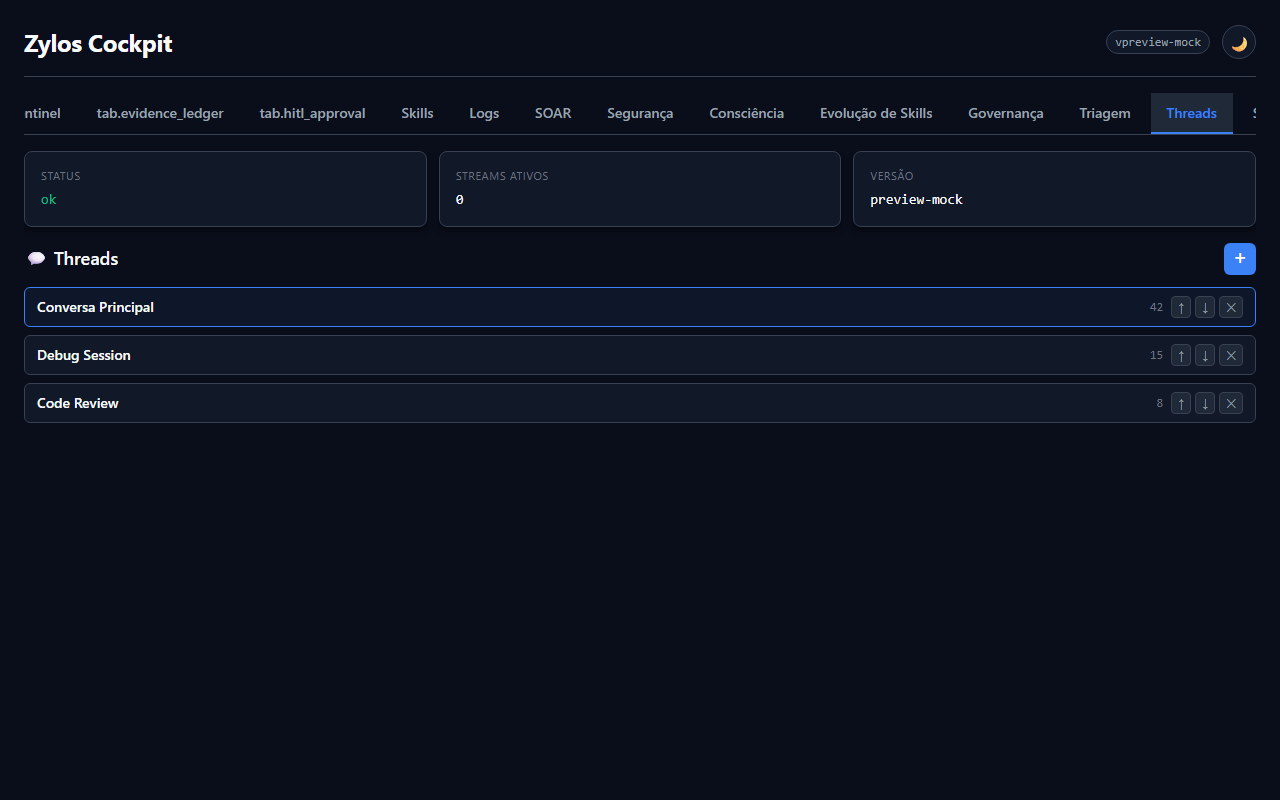 Zylos Cockpit
vpreview-mock
ntinel tab.evidence_ledger tab.hitl_approval Skills Logs SOAR Segurança Consciência Evolução de Skills Governança Triagem Threads
STATUS
ok
STREAMS ATIVOS
0
VERSÃO
preview-mock
Threads
+
Conversa Principal 42 ↑ ↓ ×
Debug Session 15 ↑ ↓ ×
Code Review 8 ↑ ↓ ×